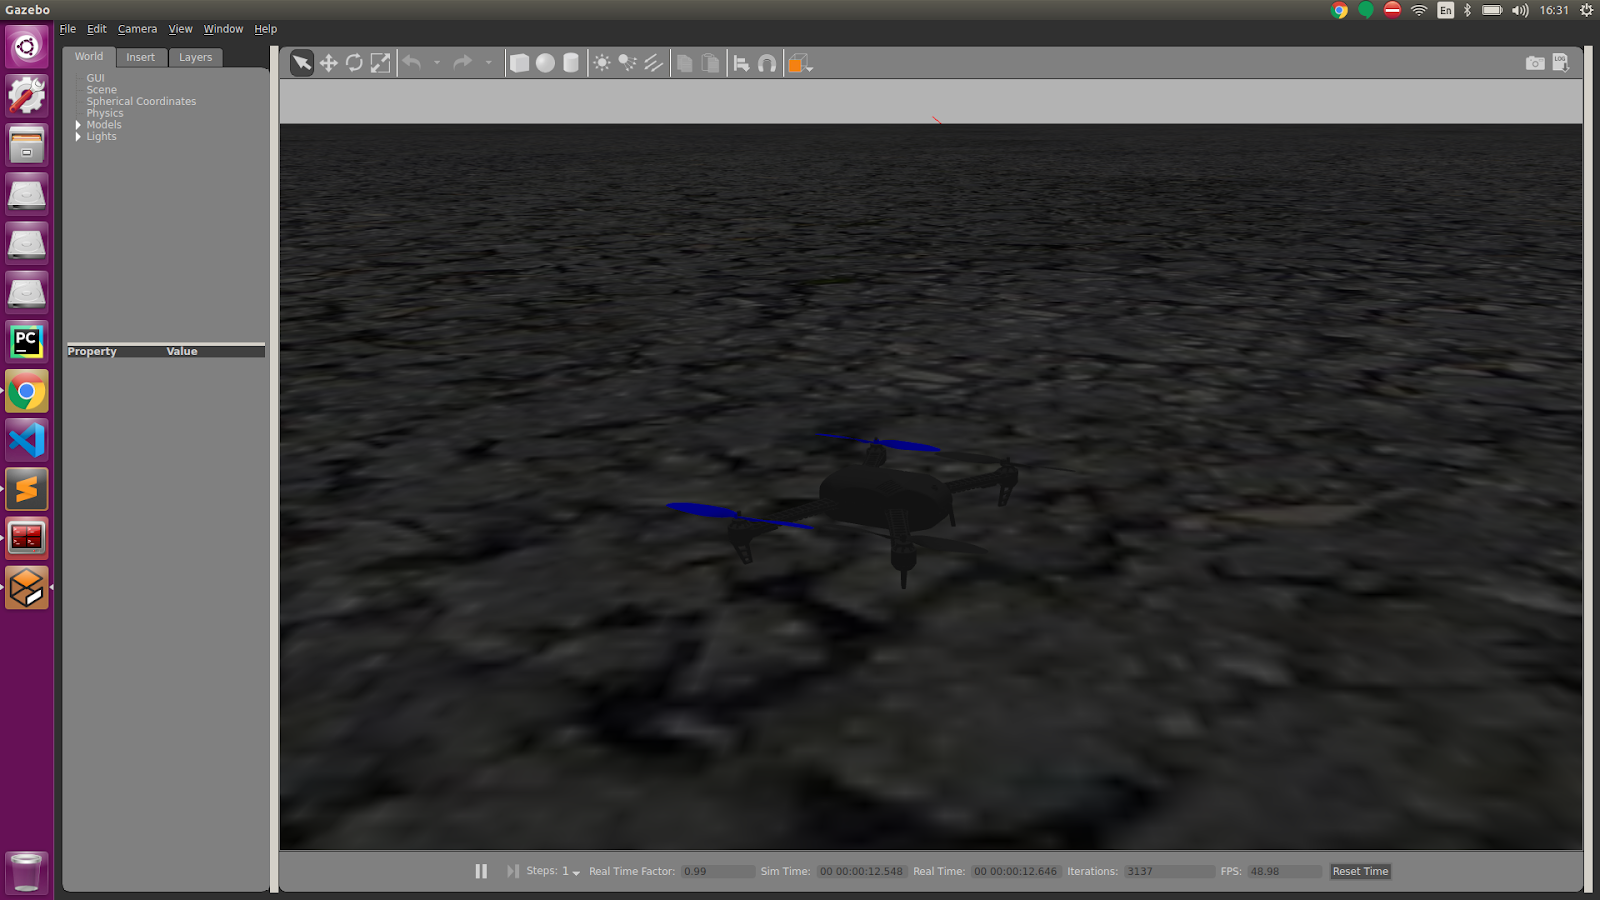 Gazebo
En
16:31
File Edit Camera View Window Help
World Insert Layers
LOG
GUI
Scene
Spherical Coordinates
Physics
Models
Lights
Property Value
PC
Steps: 1 Real Time Factor: 0.99 Sim Time: 00 00:00:12.548 Real Time: 00 00:00:12.646 Iterations: 3137 FPS: 48.98 Reset Time